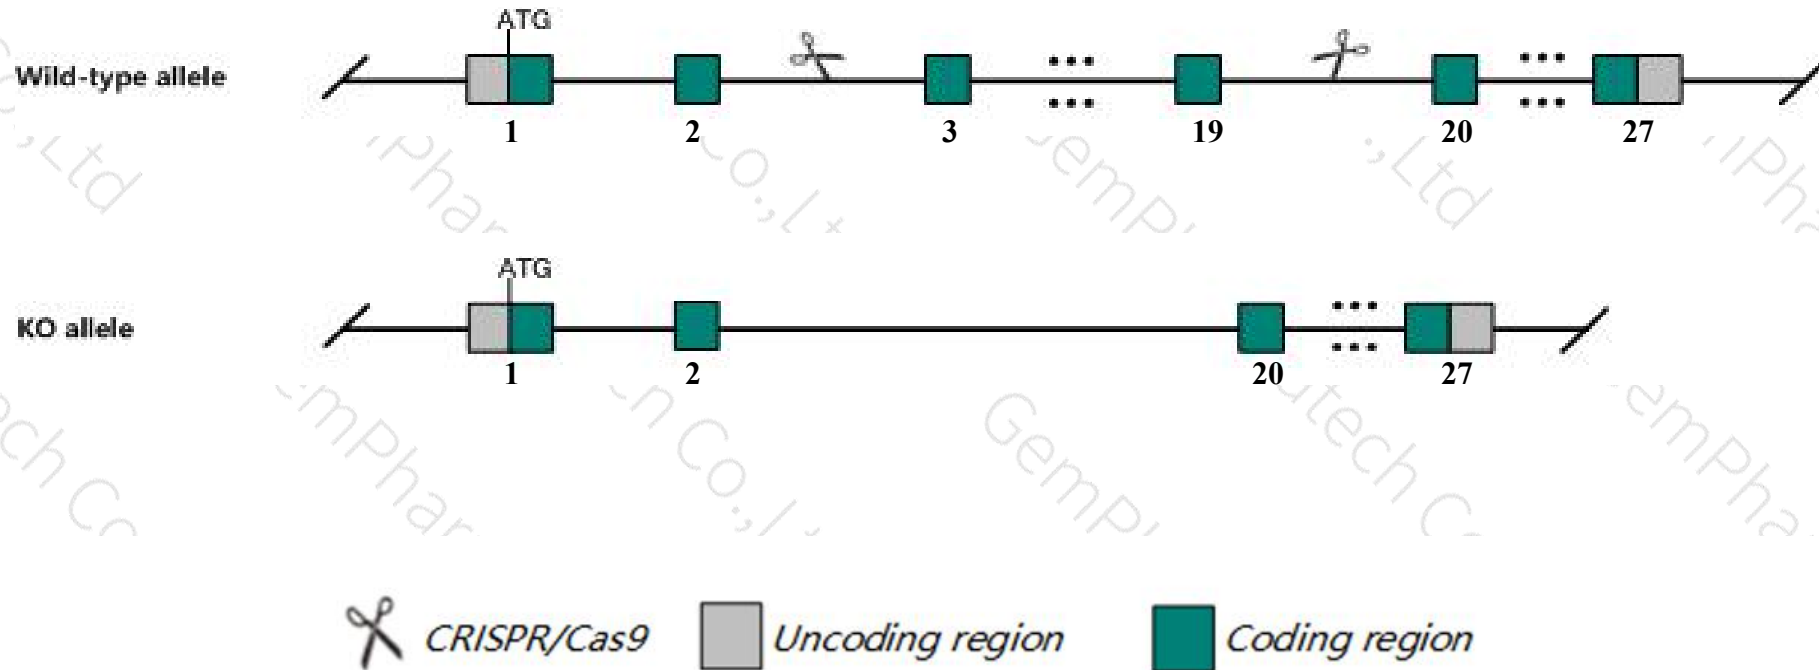 ATG
Wild-type allele
1 2 3 19 20 27
ATG
KO allele
1 2 20 27
CRISPR/Cas9 Uncoding region Coding region